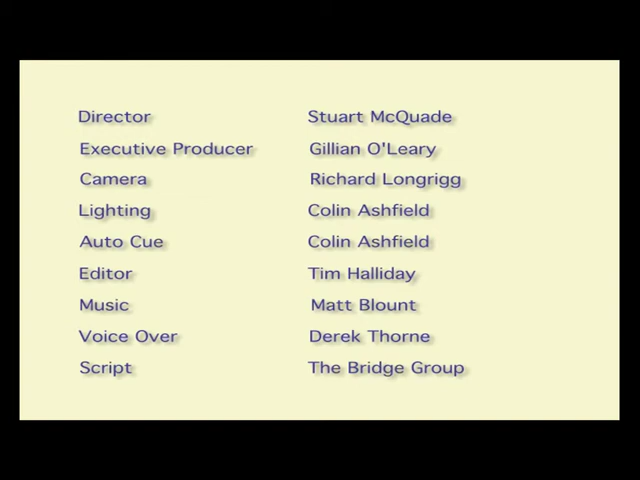 Director Stuart McQuade
Executive Producer Gillian O'Leary
Camera Richard Longrigg
Lighting Colin Ashfield
Auto Cue Colin Ashfield
Editor Tim Halliday
Music Matt Blount
Voice Over Derek Thorne
Script The Bridge Group